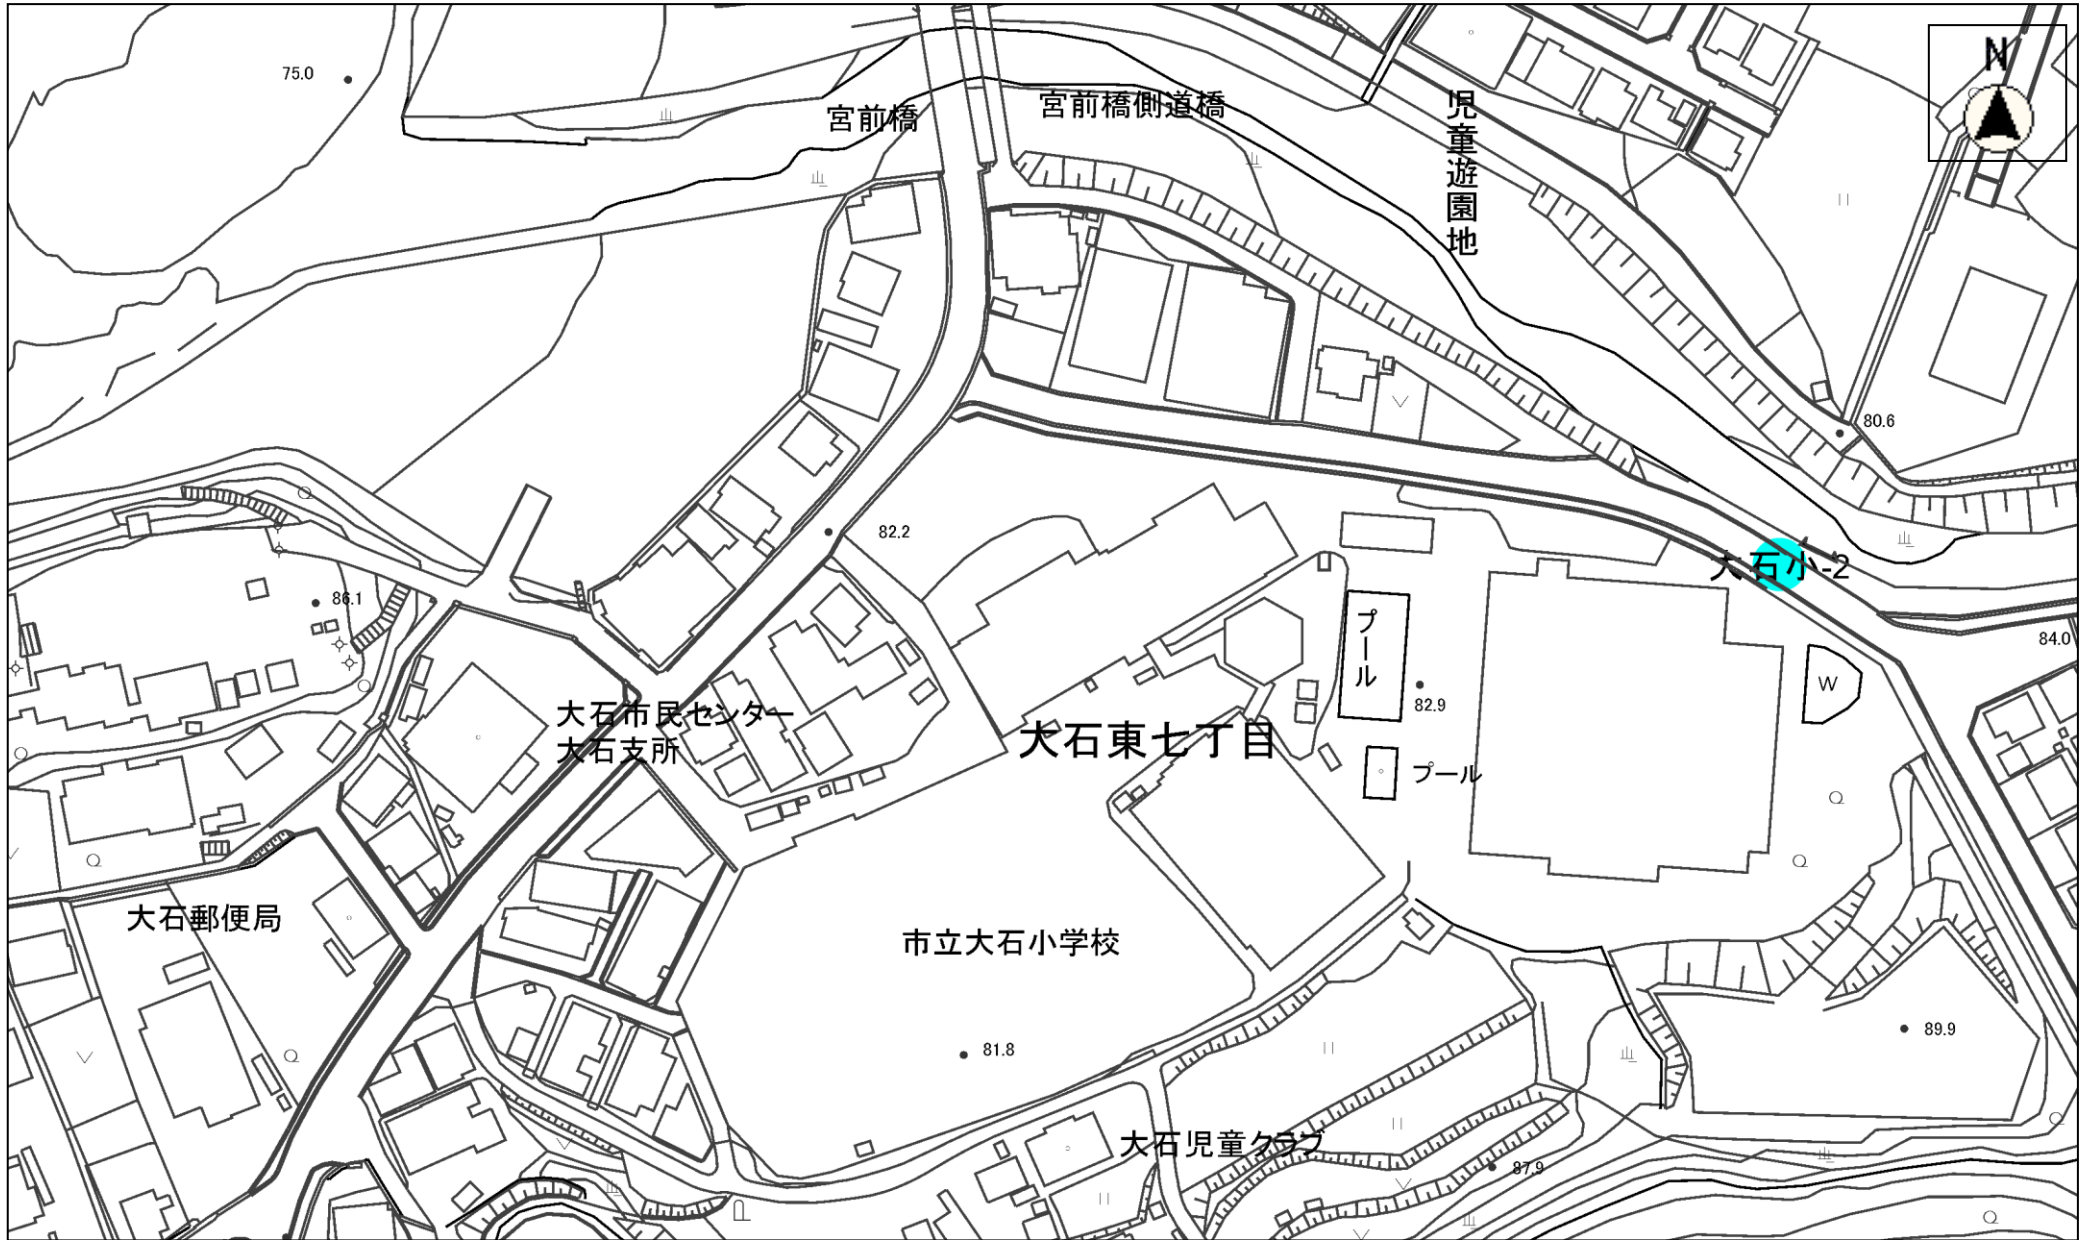 75.0
N
宮前橋
宮前橋側道橋
児童遊園地
80.6
82.2
大石小-2
86.1
プール
84.0
W
82.9
大石市民センター
大石支所
大石東七丁目
プール
大石郵便局
市立大石小学校
89.9
81.8
大石児童クラブ
87.9